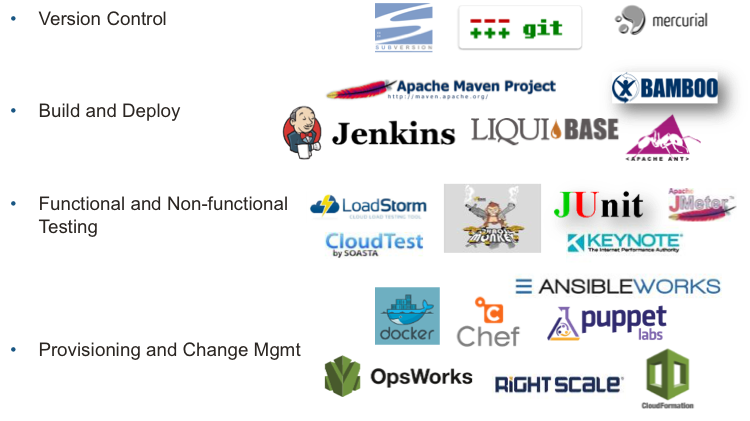 • Version Control
SUBVERSION
git
mercurial
• Build and Deploy
Apache Maven Project
http://maven.apache.org/
BAMBOO
Jenkins
LIQUIBASE
<APACHE ANT>
• Functional and Non-functional
Testing
LoadStorm
CLOUD LOAD TESTING TOOL
CHAOS
MONKEY
JUnit
Apache
JMeter™
CloudTest
by SOASTA
KEYNOTE®
The Internet Performance Authority
• Provisioning and Change Mgmt
ANSIBLEWORKS
docker
Chef
puppet
labs
OpsWorks
RIGHTSCALE®
CloudFormation